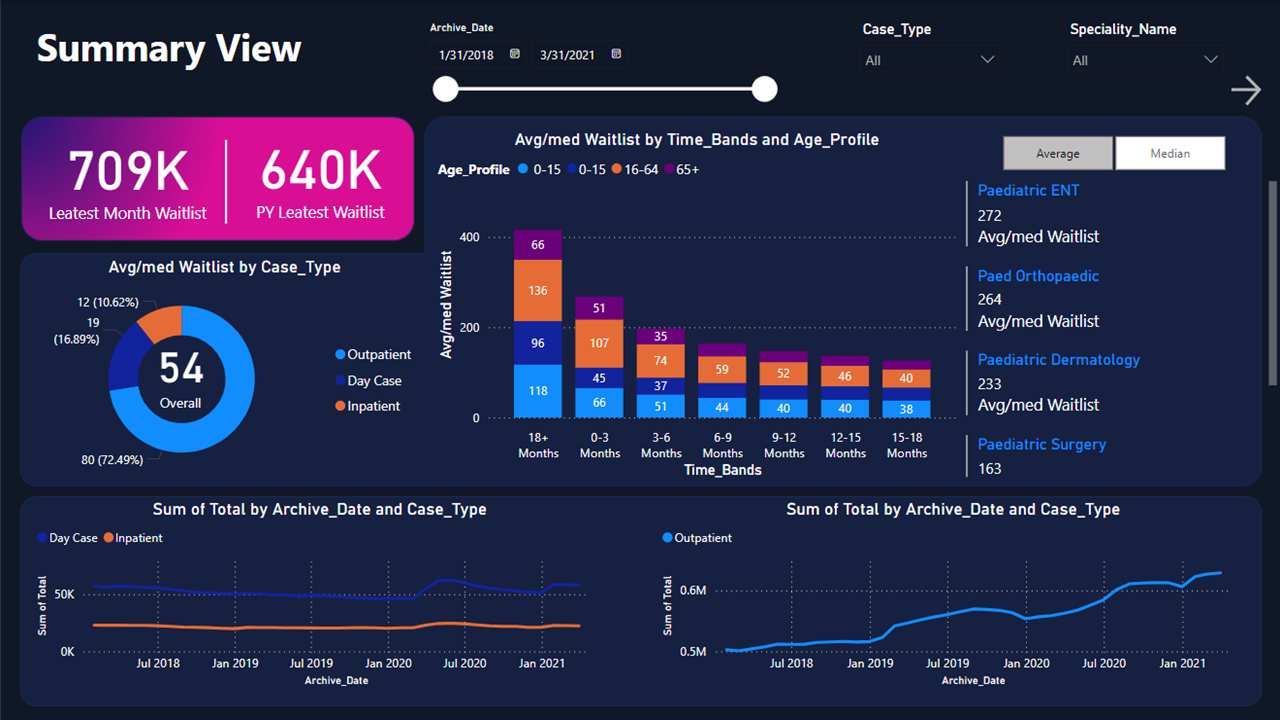 Summary View
Archive_Date
1/31/2018
3/31/2021
Case_Type
All
Speciality_Name
All
709K
Leatest Month Waitlist
640K
PY Leatest Waitlist
Avg/med Waitlist by Case_Type
12 (10.62%)
19
(16.89%)
54
Overall
80 (72.49%)
Outpatient
Day Case
Inpatient
Avg/med Waitlist by Time_Bands and Age_Profile
Age_Profile 0-15 0-15 16-64 65+
Average
Median
Avg/med Waitlist
400
200
0
66
136
96
118
51
107
45
66
35
74
37
51
59
44
52
40
46
40
40
38
18+
Months
0-3
Months
3-6
Months
6-9
Months
9-12
Months
12-15
Months
15-18
Months
Time_Bands
Paediatric ENT
272
Avg/med Waitlist
Paed Orthopaedic
264
Avg/med Waitlist
Paediatric Dermatology
233
Avg/med Waitlist
Paediatric Surgery
163
Sum of Total by Archive_Date and Case_Type
Day Case Inpatient
Sum of Total
50K
0K
Jul 2018 Jan 2019 Jul 2019 Jan 2020 Jul 2020 Jan 2021
Archive_Date
Sum of Total by Archive_Date and Case_Type
Outpatient
Sum of Total
0.6M
0.5M
Jul 2018 Jan 2019 Jul 2019 Jan 2020 Jul 2020 Jan 2021
Archive_Date